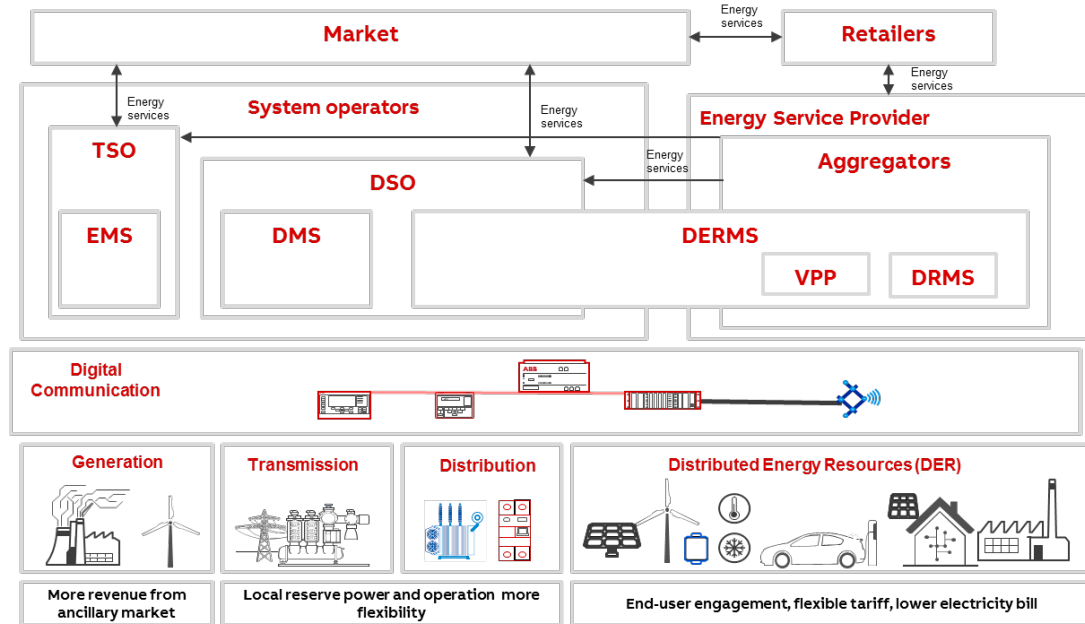 Market
Energy
services
Retailers
Energy
services
Energy
services
Energy
services
System operators
Energy Service Provider
TSO
Energy
services
Aggregators
DSO
EMS
DMS
DERMS
VPP
DRMS
Digital
Communication
ABB
Generation
Transmission
Distribution
Distributed Energy Resources (DER)
More revenue from
ancillary market
Local reserve power and operation more
flexibility
End-user engagement, flexible tariff, lower electricity bill